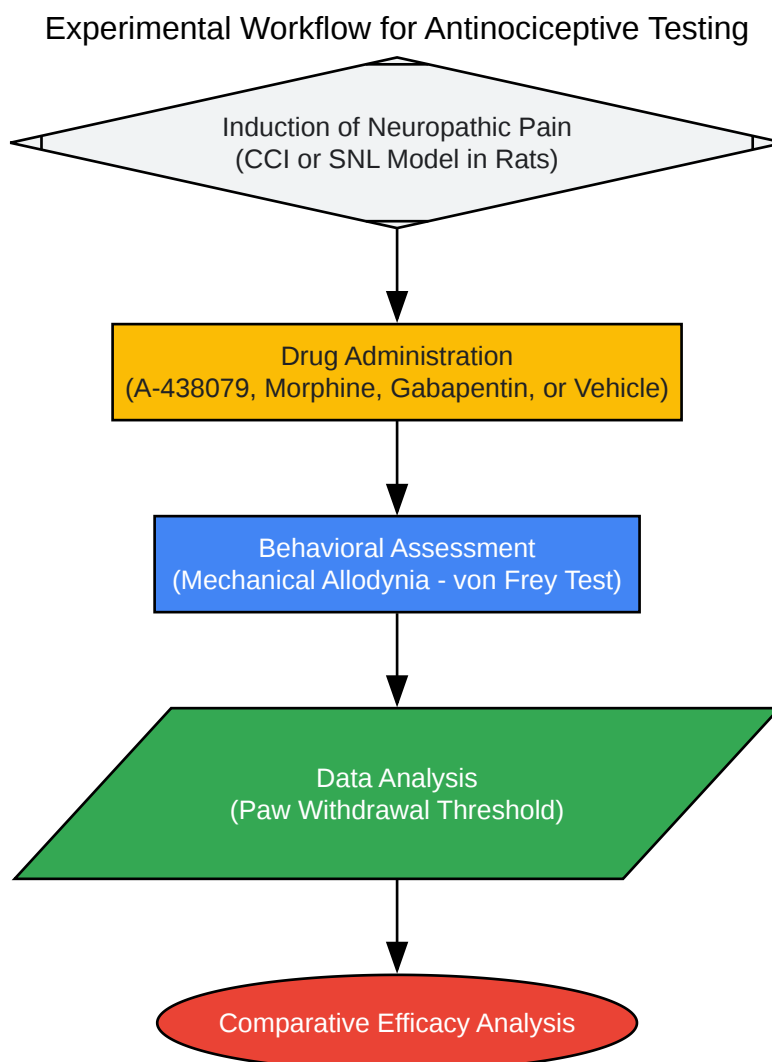 Experimental Workflow for Antinociceptive Testing
Induction of Neuropathic Pain
(CCI or SNL Model in Rats)
Drug Administration
(A-438079, Morphine, Gabapentin, or Vehicle)
Behavioral Assessment
(Mechanical Allodynia - von Frey Test)
Data Analysis
(Paw Withdrawal Threshold)
Comparative Efficacy Analysis